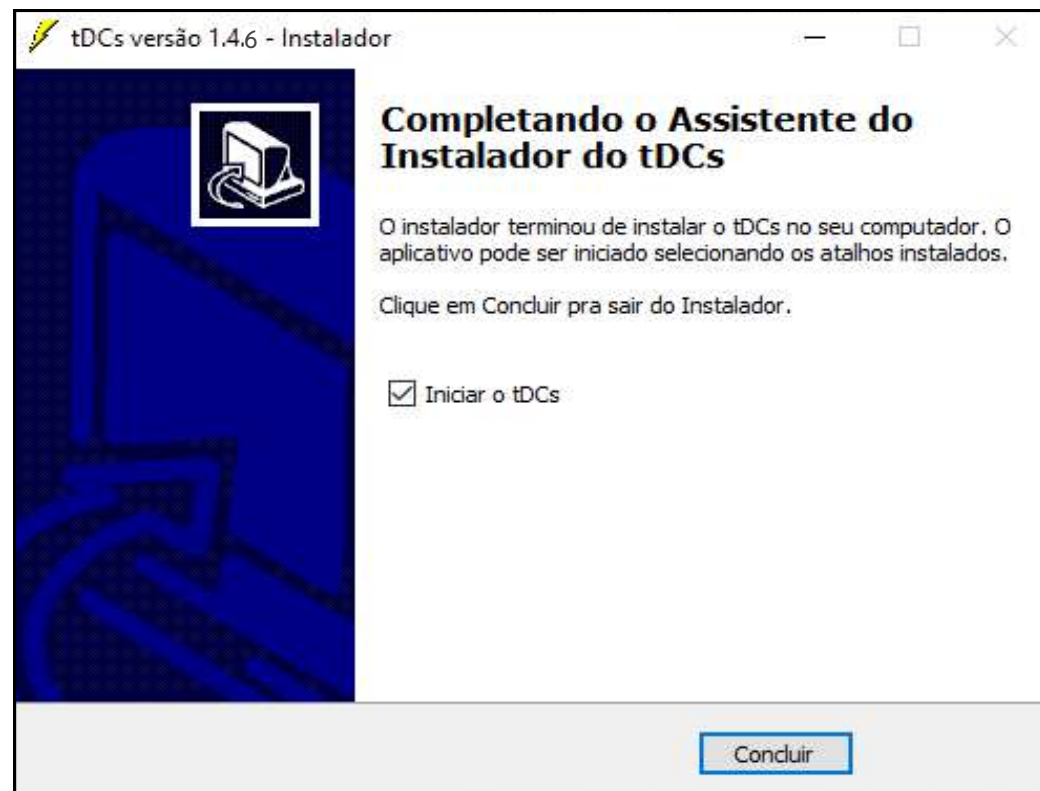 tDCs versão 1.4.6 - Instalador
Completando o Assistente do
Instalador do tDCs
O instalador terminou de instalar o tDCs no seu computador. O
aplicativo pode ser iniciado selecionando os atalhos instalados.
Clique em Concluir pra sair do Instalador.
Iniciar o tDCs
Concluir